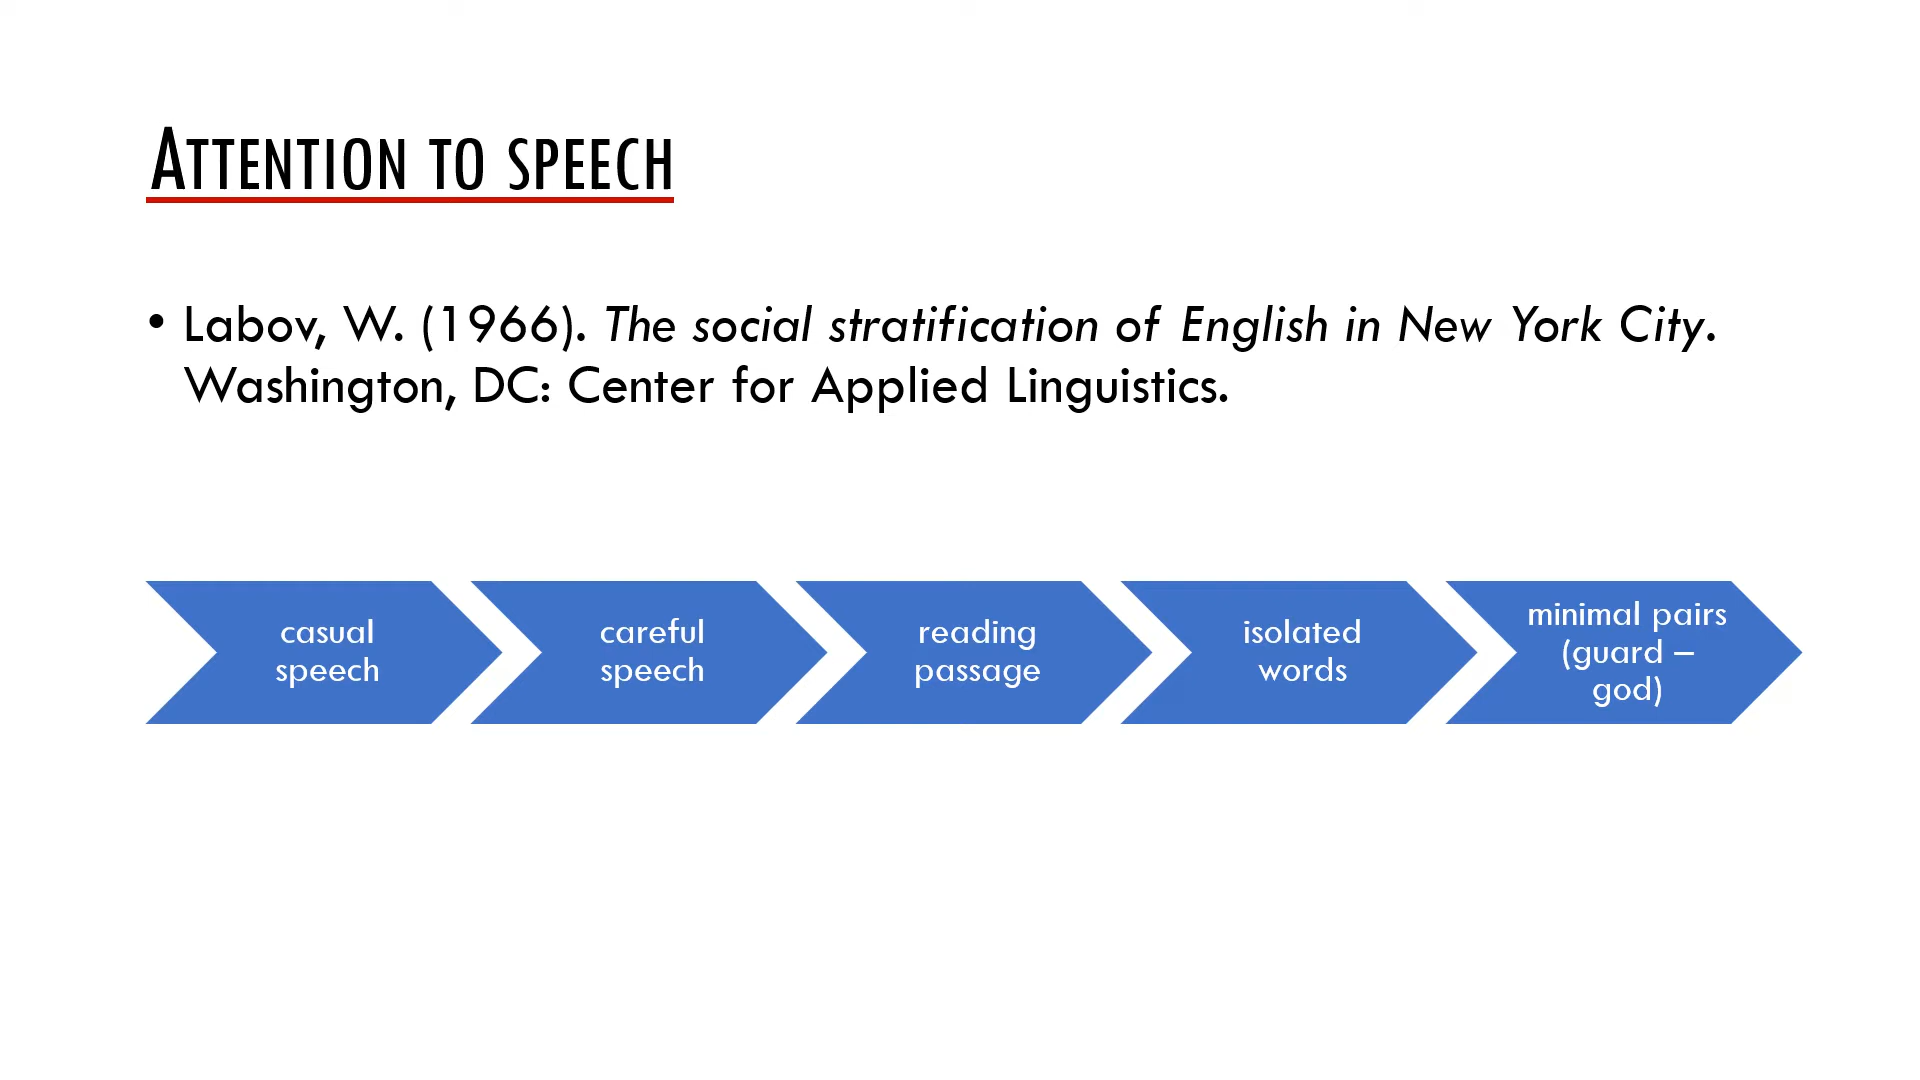 ATTENTION TO SPEECH
• Labov, W. (1966). The social stratification of English in New York City.
Washington, DC: Center for Applied Linguistics.
casual
speech
careful
speech
reading
passage
isolated
words
minimal pairs
(guard –
god)